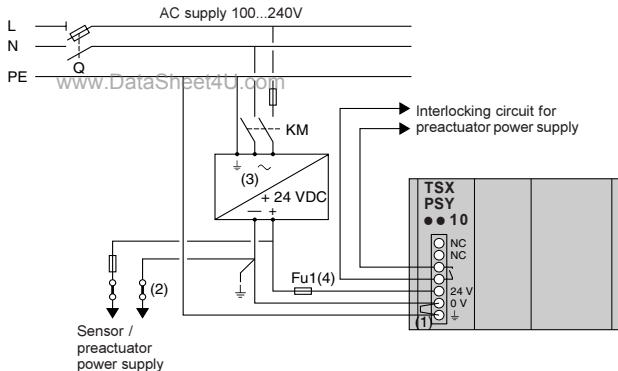 AC supply 100...240V
L
N
Q
PE
www.DataSheet4U.com
Interlocking circuit for
preactuator power supply
KM
(3)
+ 24 VDC
— +
TSX
PSY
●●10
NC
NC
Fu1(4)
24 V
0 V
(1)
(2)
Sensor /
preactuator
power supply